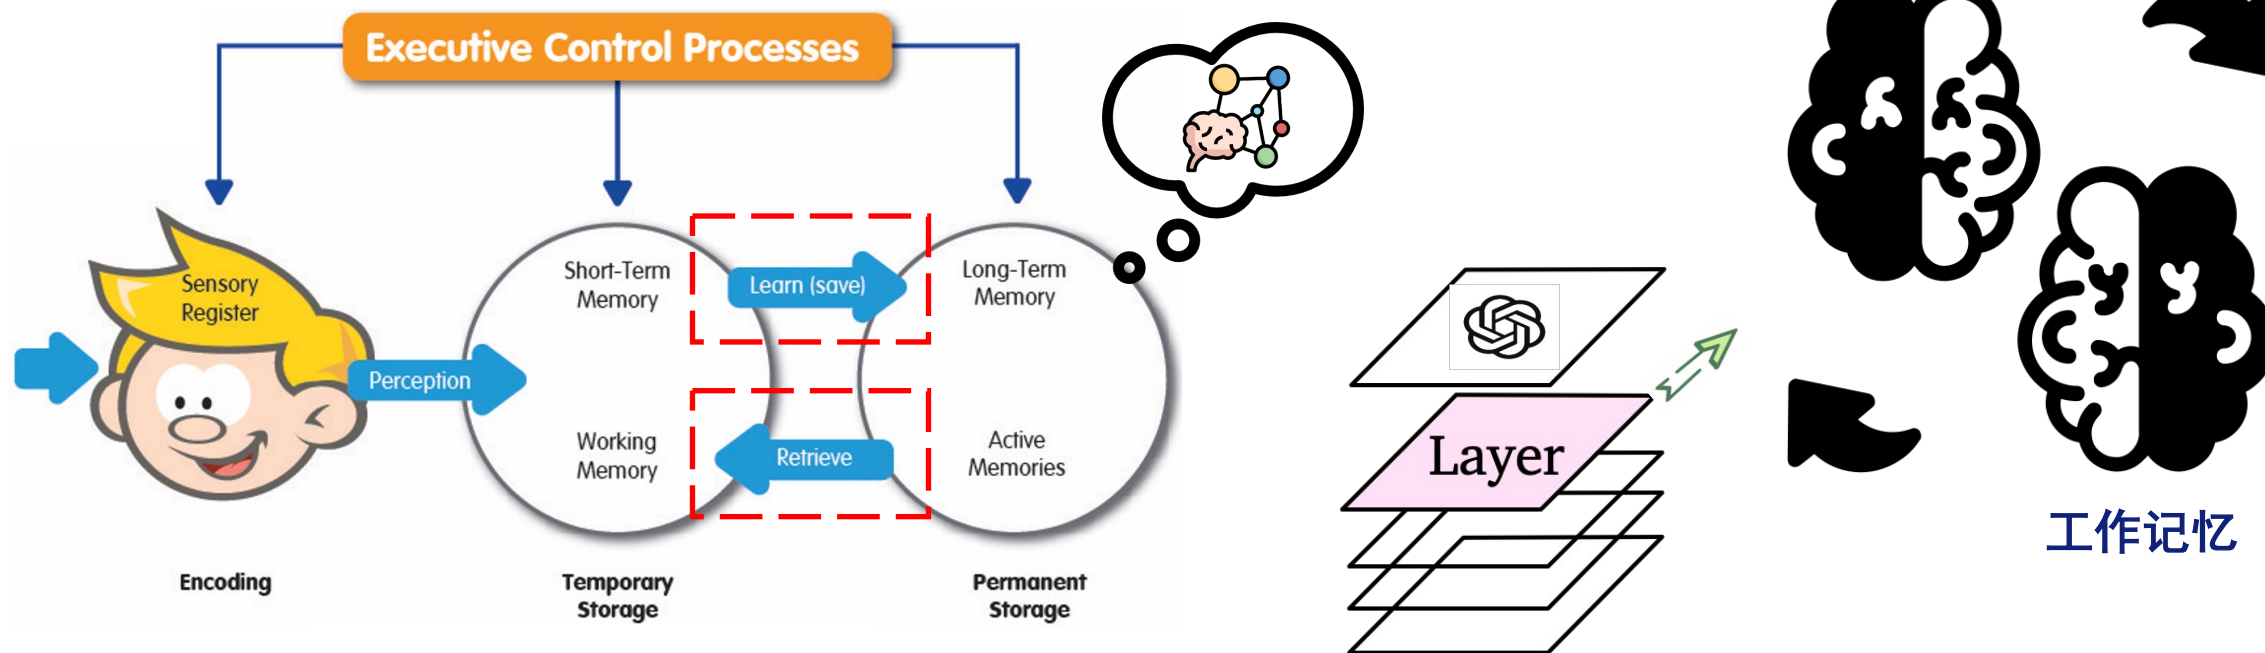 Executive Control Processes
Sensory
Register
Perception
Short-Term
Memory
Working
Memory
Learn (save)
Retrieve
Long-Term
Memory
Active
Memories
Encoding
Temporary
Storage
Permanent
Storage
Layer
工作记忆